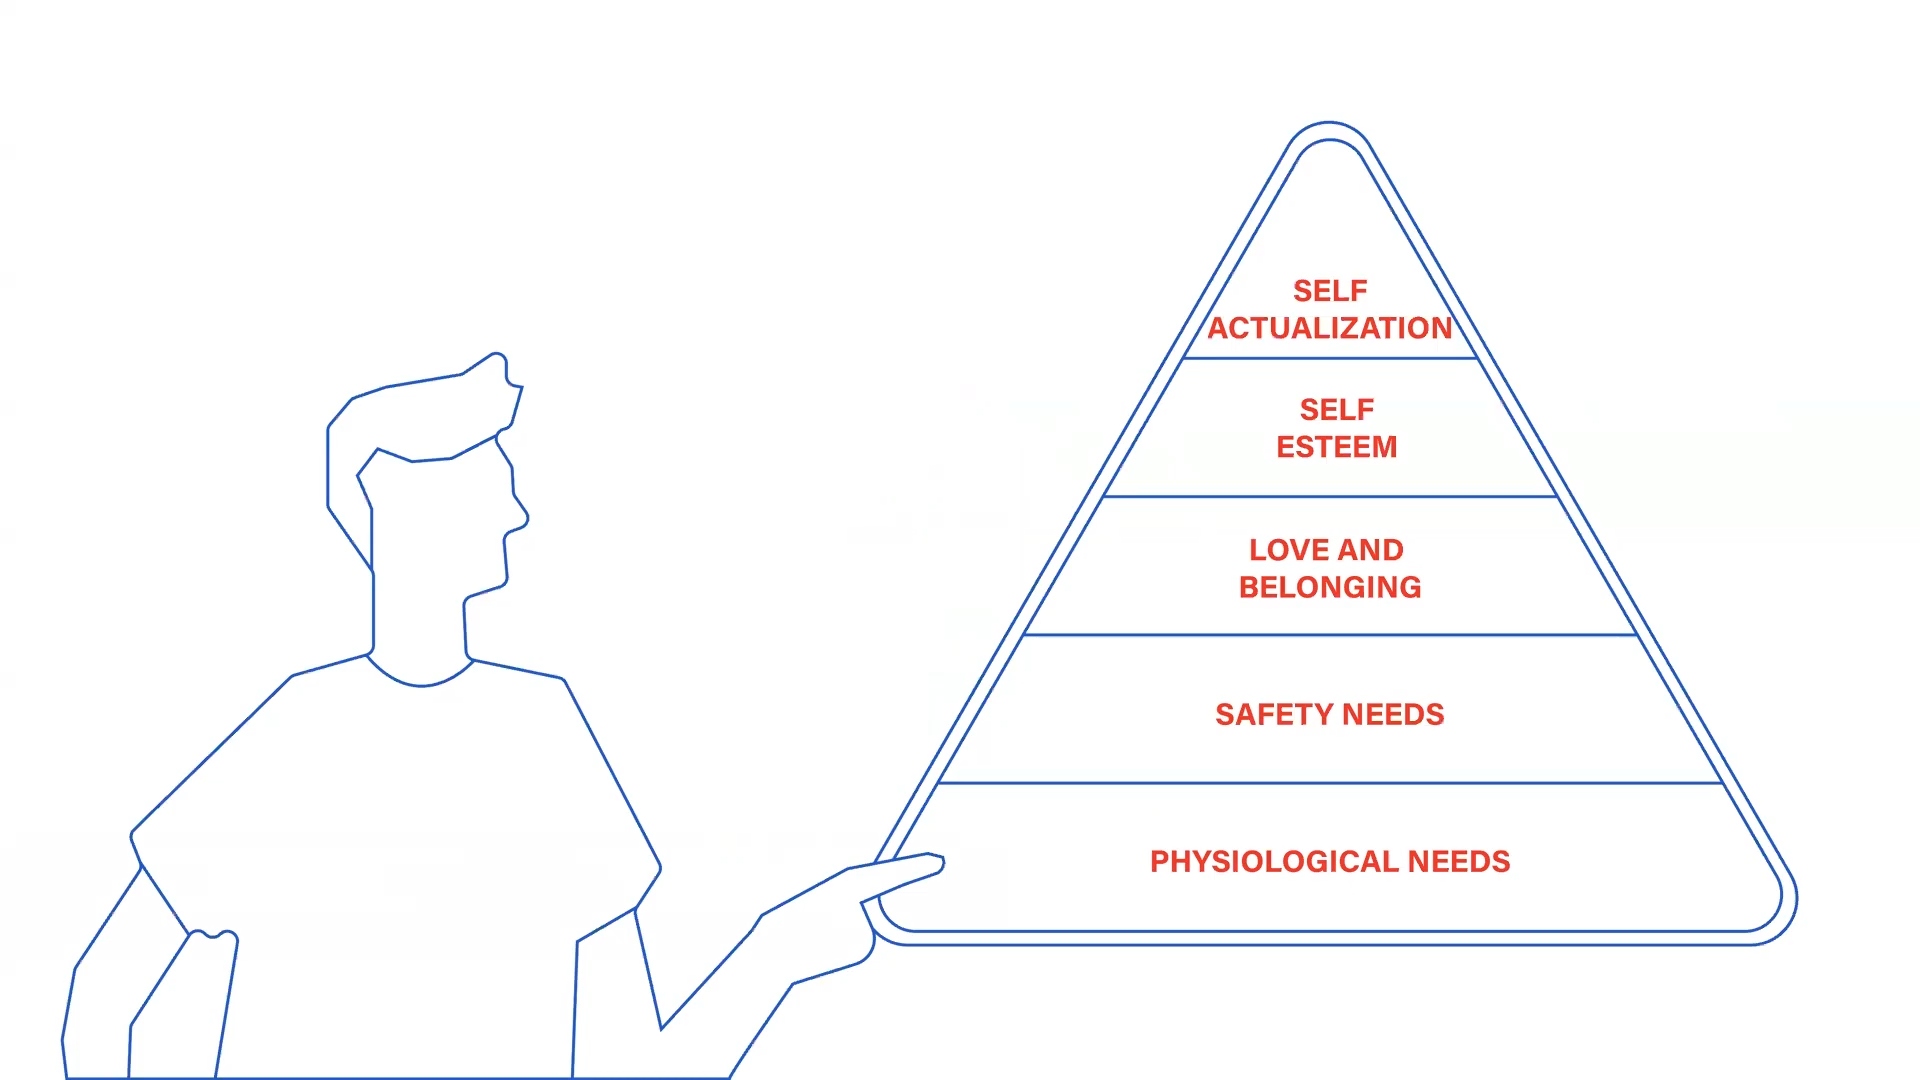 SELF
ACTUALIZATION
SELF
ESTEEM
LOVE AND
BELONGING
SAFETY NEEDS
PHYSIOLOGICAL NEEDS